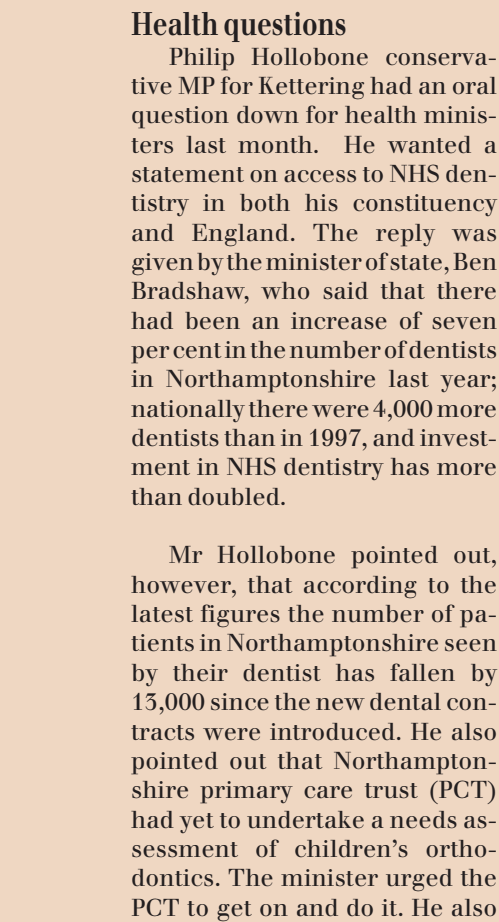 Health questions
Philip Hollobone conserva-
tive MP for Kettering had an oral
question down for health minis-
ters last month. He wanted a
statement on access to NHS den-
tistry in both his constituency
and England. The reply was
given by the minister of state, Ben
Bradshaw, who said that there
had been an increase of seven
per cent in the number of dentists
in Northamptonshire last year;
nationally there were 4,000 more
dentists than in 1997, and invest-
ment in NHS dentistry has more
than doubled.
Mr Hollobone pointed out,
however, that according to the
latest figures the number of pa-
tients in Northamptonshire seen
by their dentist has fallen by
13,000 since the new dental con-
tracts were introduced. He also
pointed out that Northampton-
shire primary care trust (PCT)
had yet to undertake a needs as-
sessment of children's ortho-
dontics. The minister urged the
PCT to get on and do it. He also